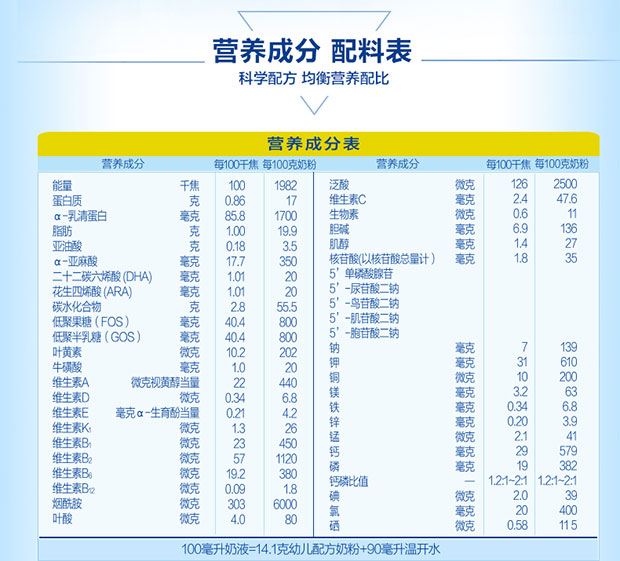 营养成分 配料表
科学配方 均衡营养配比
营养成分表
营养成分 每100千焦 每100克奶粉
能量 千焦 100 1982
蛋白质 克 0.86 17
α-乳清蛋白 毫克 85.8 1700
脂肪 克 1.00 19.9
亚油酸 克 0.18 3.5
α-亚麻酸 毫克 17.7 350
二十二碳六烯酸(DHA) 毫克 1.01 20
花生四烯酸(ARA) 毫克 1.01 20
碳水化合物 克 2.8 55.5
低聚果糖(FOS) 毫克 40.4 800
低聚半乳糖(GOS) 毫克 40.4 800
叶黄素 微克 10.2 202
牛磺酸 毫克 1.0 20
维生素A 微克视黄醇当量 22 440
维生素D 微克 0.34 6.8
维生素E 毫克α-生育酚当量 0.21 4.2
维生素K₁ 微克 1.3 26
维生素B₁ 微克 23 450
维生素B₂ 微克 57 1120
维生素B₆ 微克 19.2 380
维生素B₁₂ 微克 0.09 1.8
烟酰胺 微克 303 6000
叶酸 微克 4.0 80
营养成分 每100千焦 每100克奶粉
泛酸 微克 126 2500
维生素C 毫克 2.4 47.6
生物素 微克 0.6 11
胆碱 毫克 6.9 136
肌醇 毫克 1.4 27
核苷酸(以核苷酸总量计) 毫克 1.8 35
5'单磷酸腺苷
5'-尿苷酸二钠
5'-鸟苷酸二钠
5'-肌苷酸二钠
5'-胞苷酸二钠
钠 毫克 7 139
钾 毫克 31 610
铜 微克 10 200
镁 毫克 3.2 63
铁 毫克 0.34 6.8
锌 毫克 0.20 3.9
锰 微克 2.1 41
钙 毫克 29 579
磷 毫克 19 382
钙磷比值 — 1.2:1~2:1 1.2:1~2:1
碘 微克 2.0 39
氯 毫克 20 400
硒 微克 0.58 11.5
100毫升奶液=14.1克幼儿配方奶粉+90毫升温开水